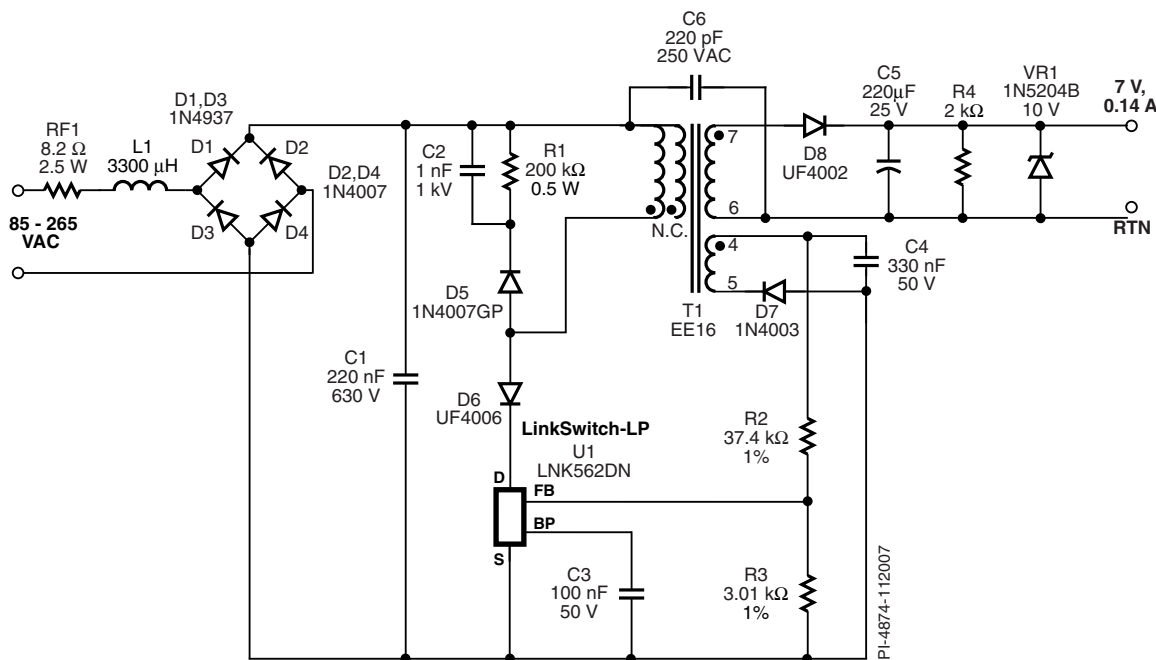 C6
220 pF
250 VAC
D1,D3
1N4937
RF1
8.2 Ω
2.5 W
L1
3300 µH
D1
D2
D3
D4
D2,D4
1N4007
85 - 265
VAC
C2
1 nF
1 kV
R1
200 kΩ
0.5 W
N.C.
7
6
4
5
T1
EE16
D8
UF4002
C5
220µF
25 V
R4
2 kΩ
VR1
1N5204B
10 V
7 V,
0.14 A
RTN
C4
330 nF
50 V
D7
1N4003
D5
1N4007GP
C1
220 nF
630 V
D6
UF4006
LinkSwitch-LP
U1
LNK562DN
D
FB
BP
S
R2
37.4 kΩ
1%
C3
100 nF
50 V
R3
3.01 kΩ
1%
PI-4874-112007